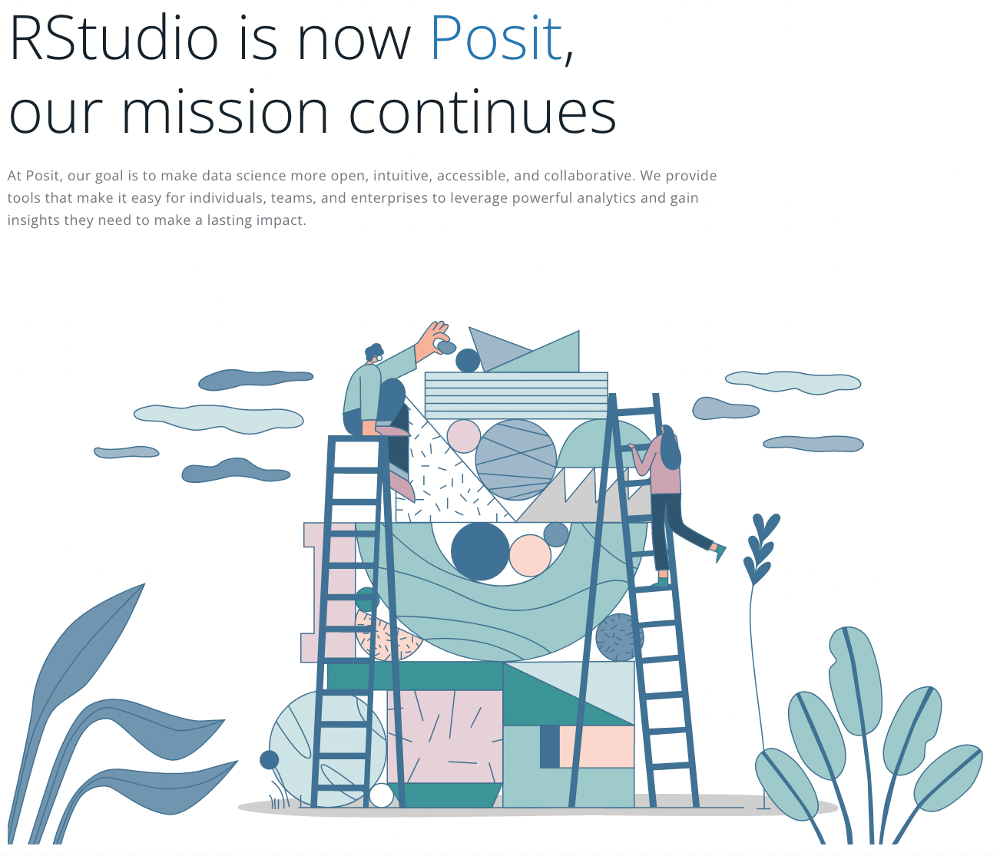 RStudio is now Posit,
our mission continues
At Posit, our goal is to make data science more open, intuitive, accessible, and collaborative. We provide
tools that make it easy for individuals, teams, and enterprises to leverage powerful analytics and gain
insights they need to make a lasting impact.